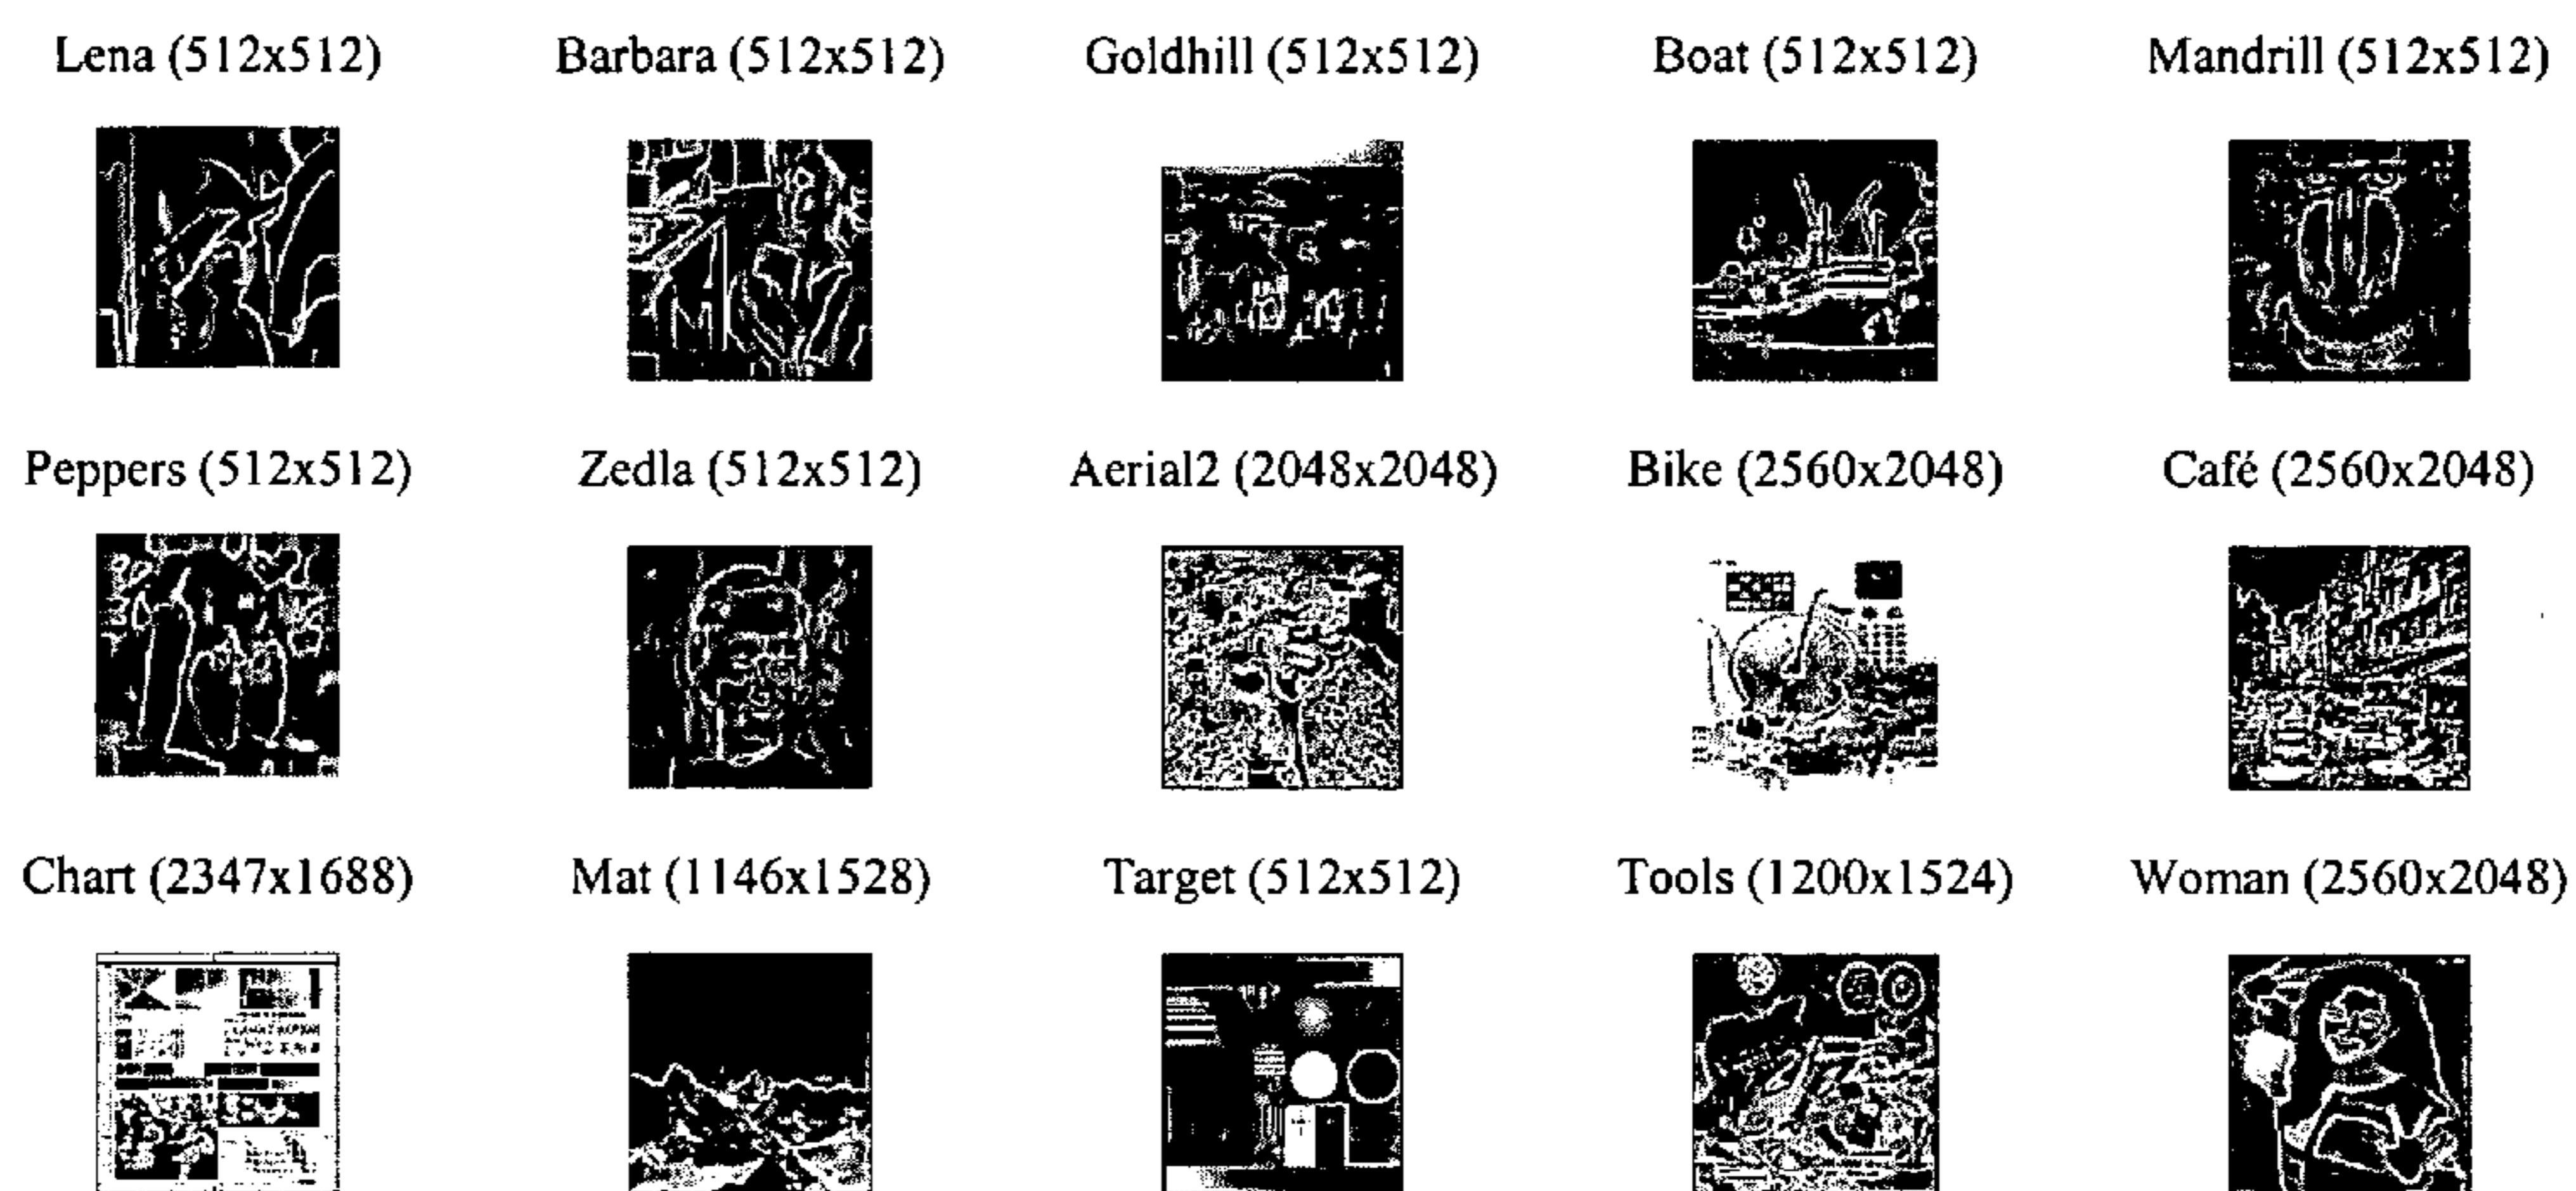 Lena (512x512) Barbara (512x512) Goldhill (512x512) Boat (512x512) Mandrill (512x512)
Peppers (512x512) Zedla (512x512) Aerial2 (2048x2048) Bike (2560x2048) Café (2560x2048)
Chart (2347x1688) Mat (1146x1528) Target (512x512) Tools (1200x1524) Woman (2560x2048)